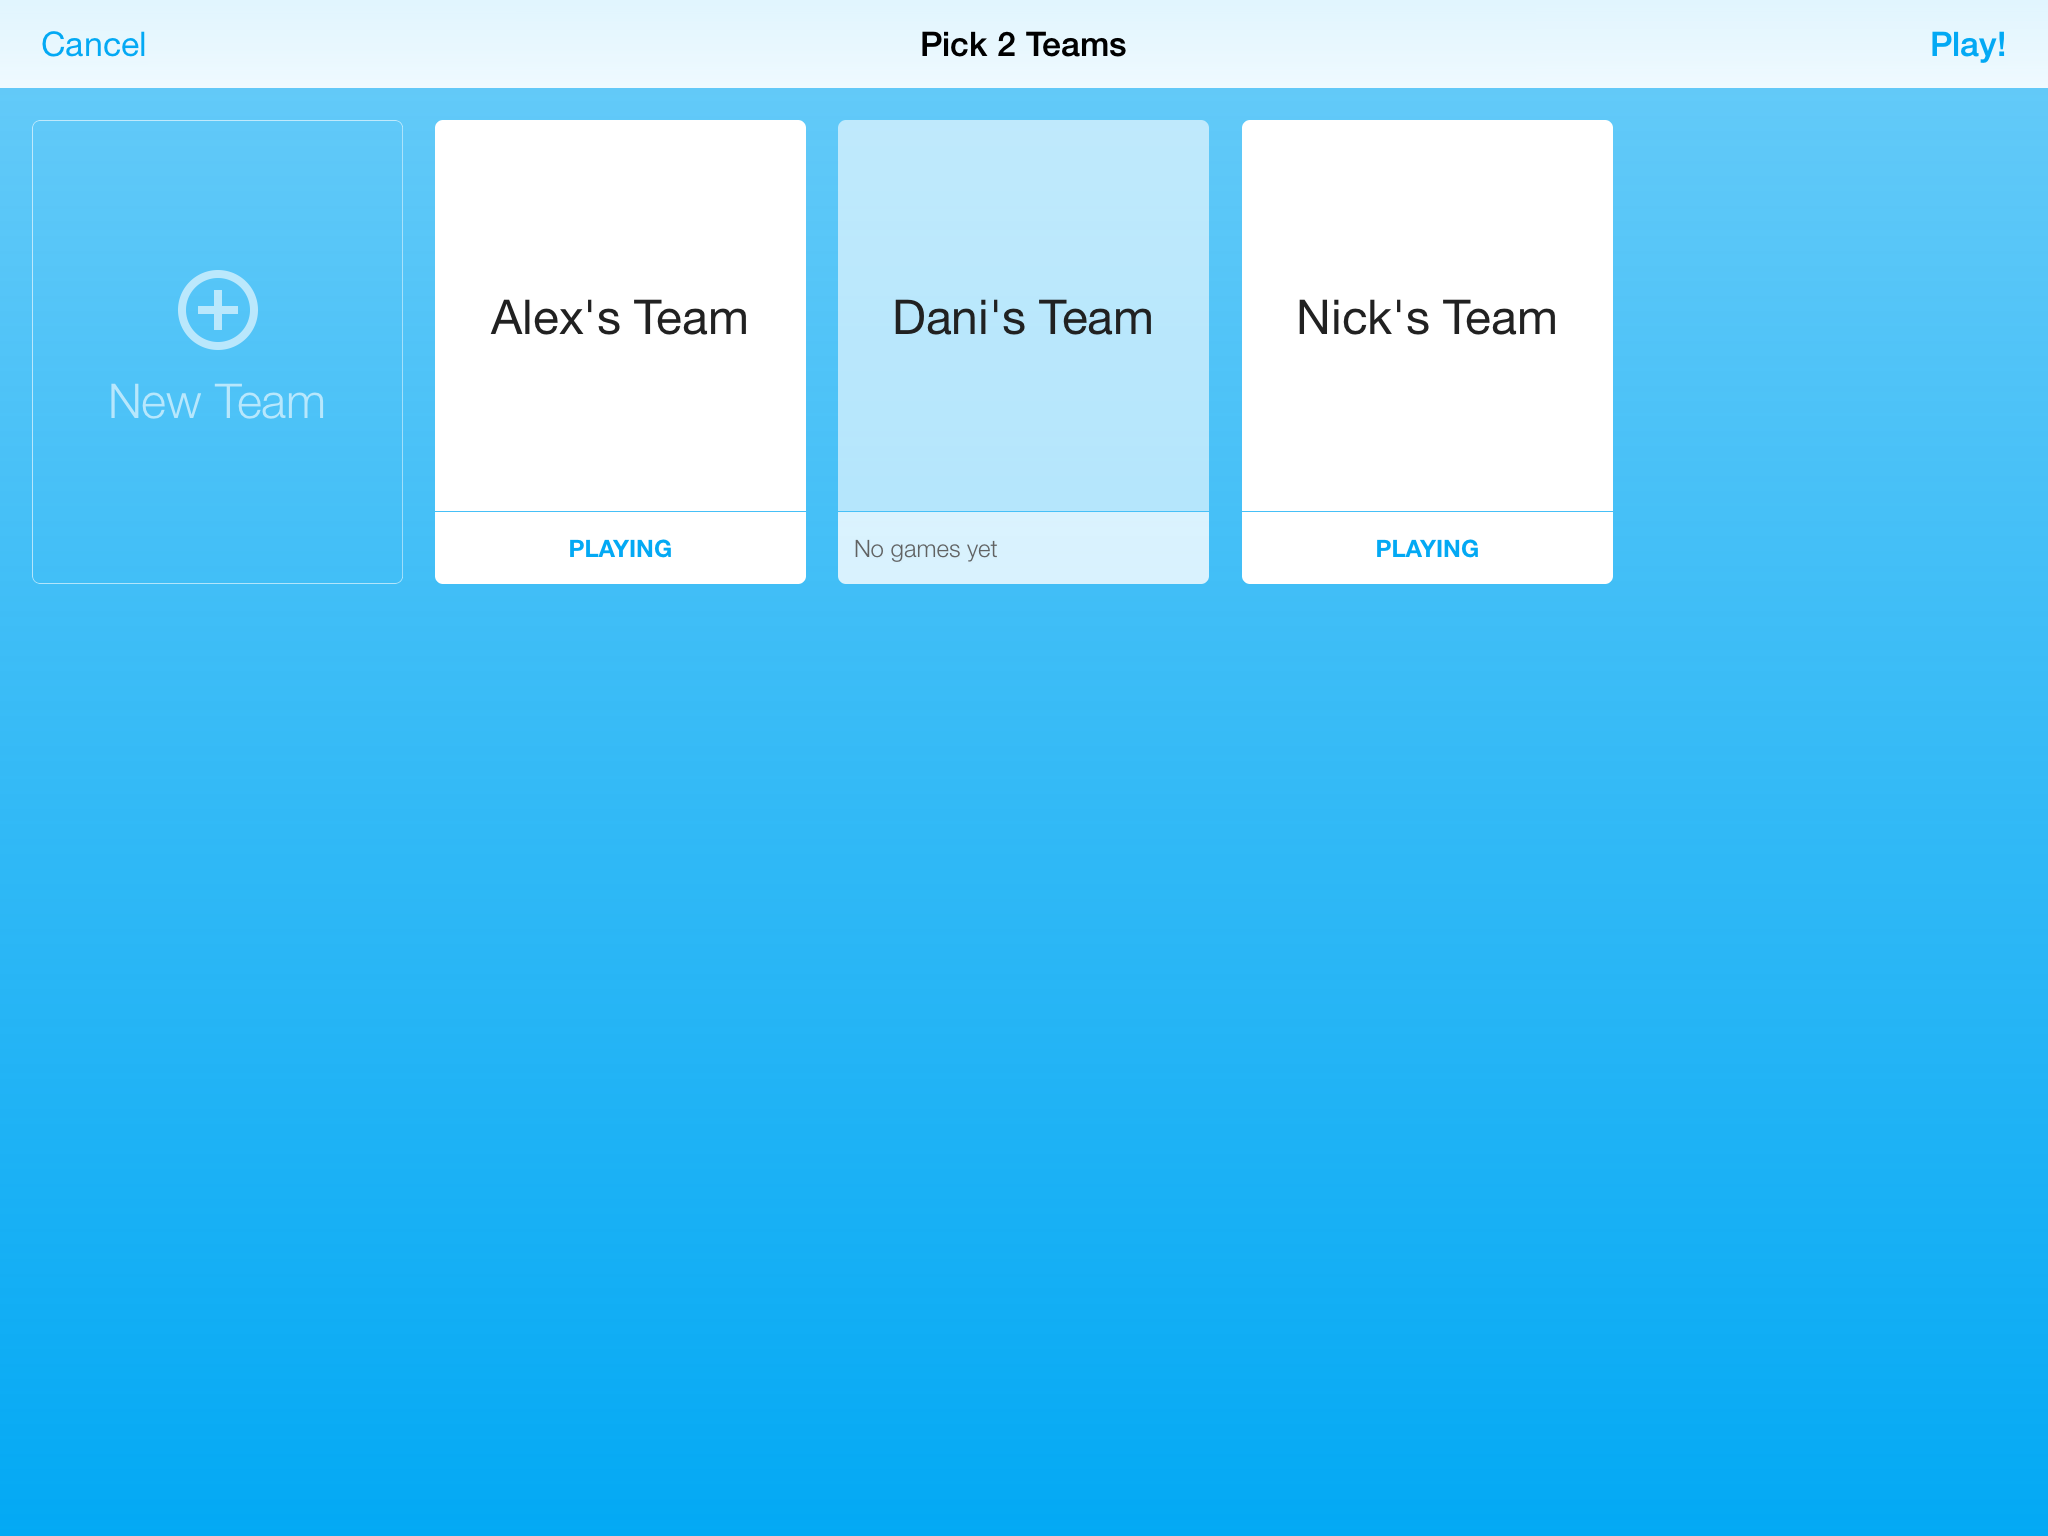 Cancel
Pick 2 Teams
Play!
New Team
Alex's Team
PLAYING
Dani's Team
No games yet
Nick's Team
PLAYING